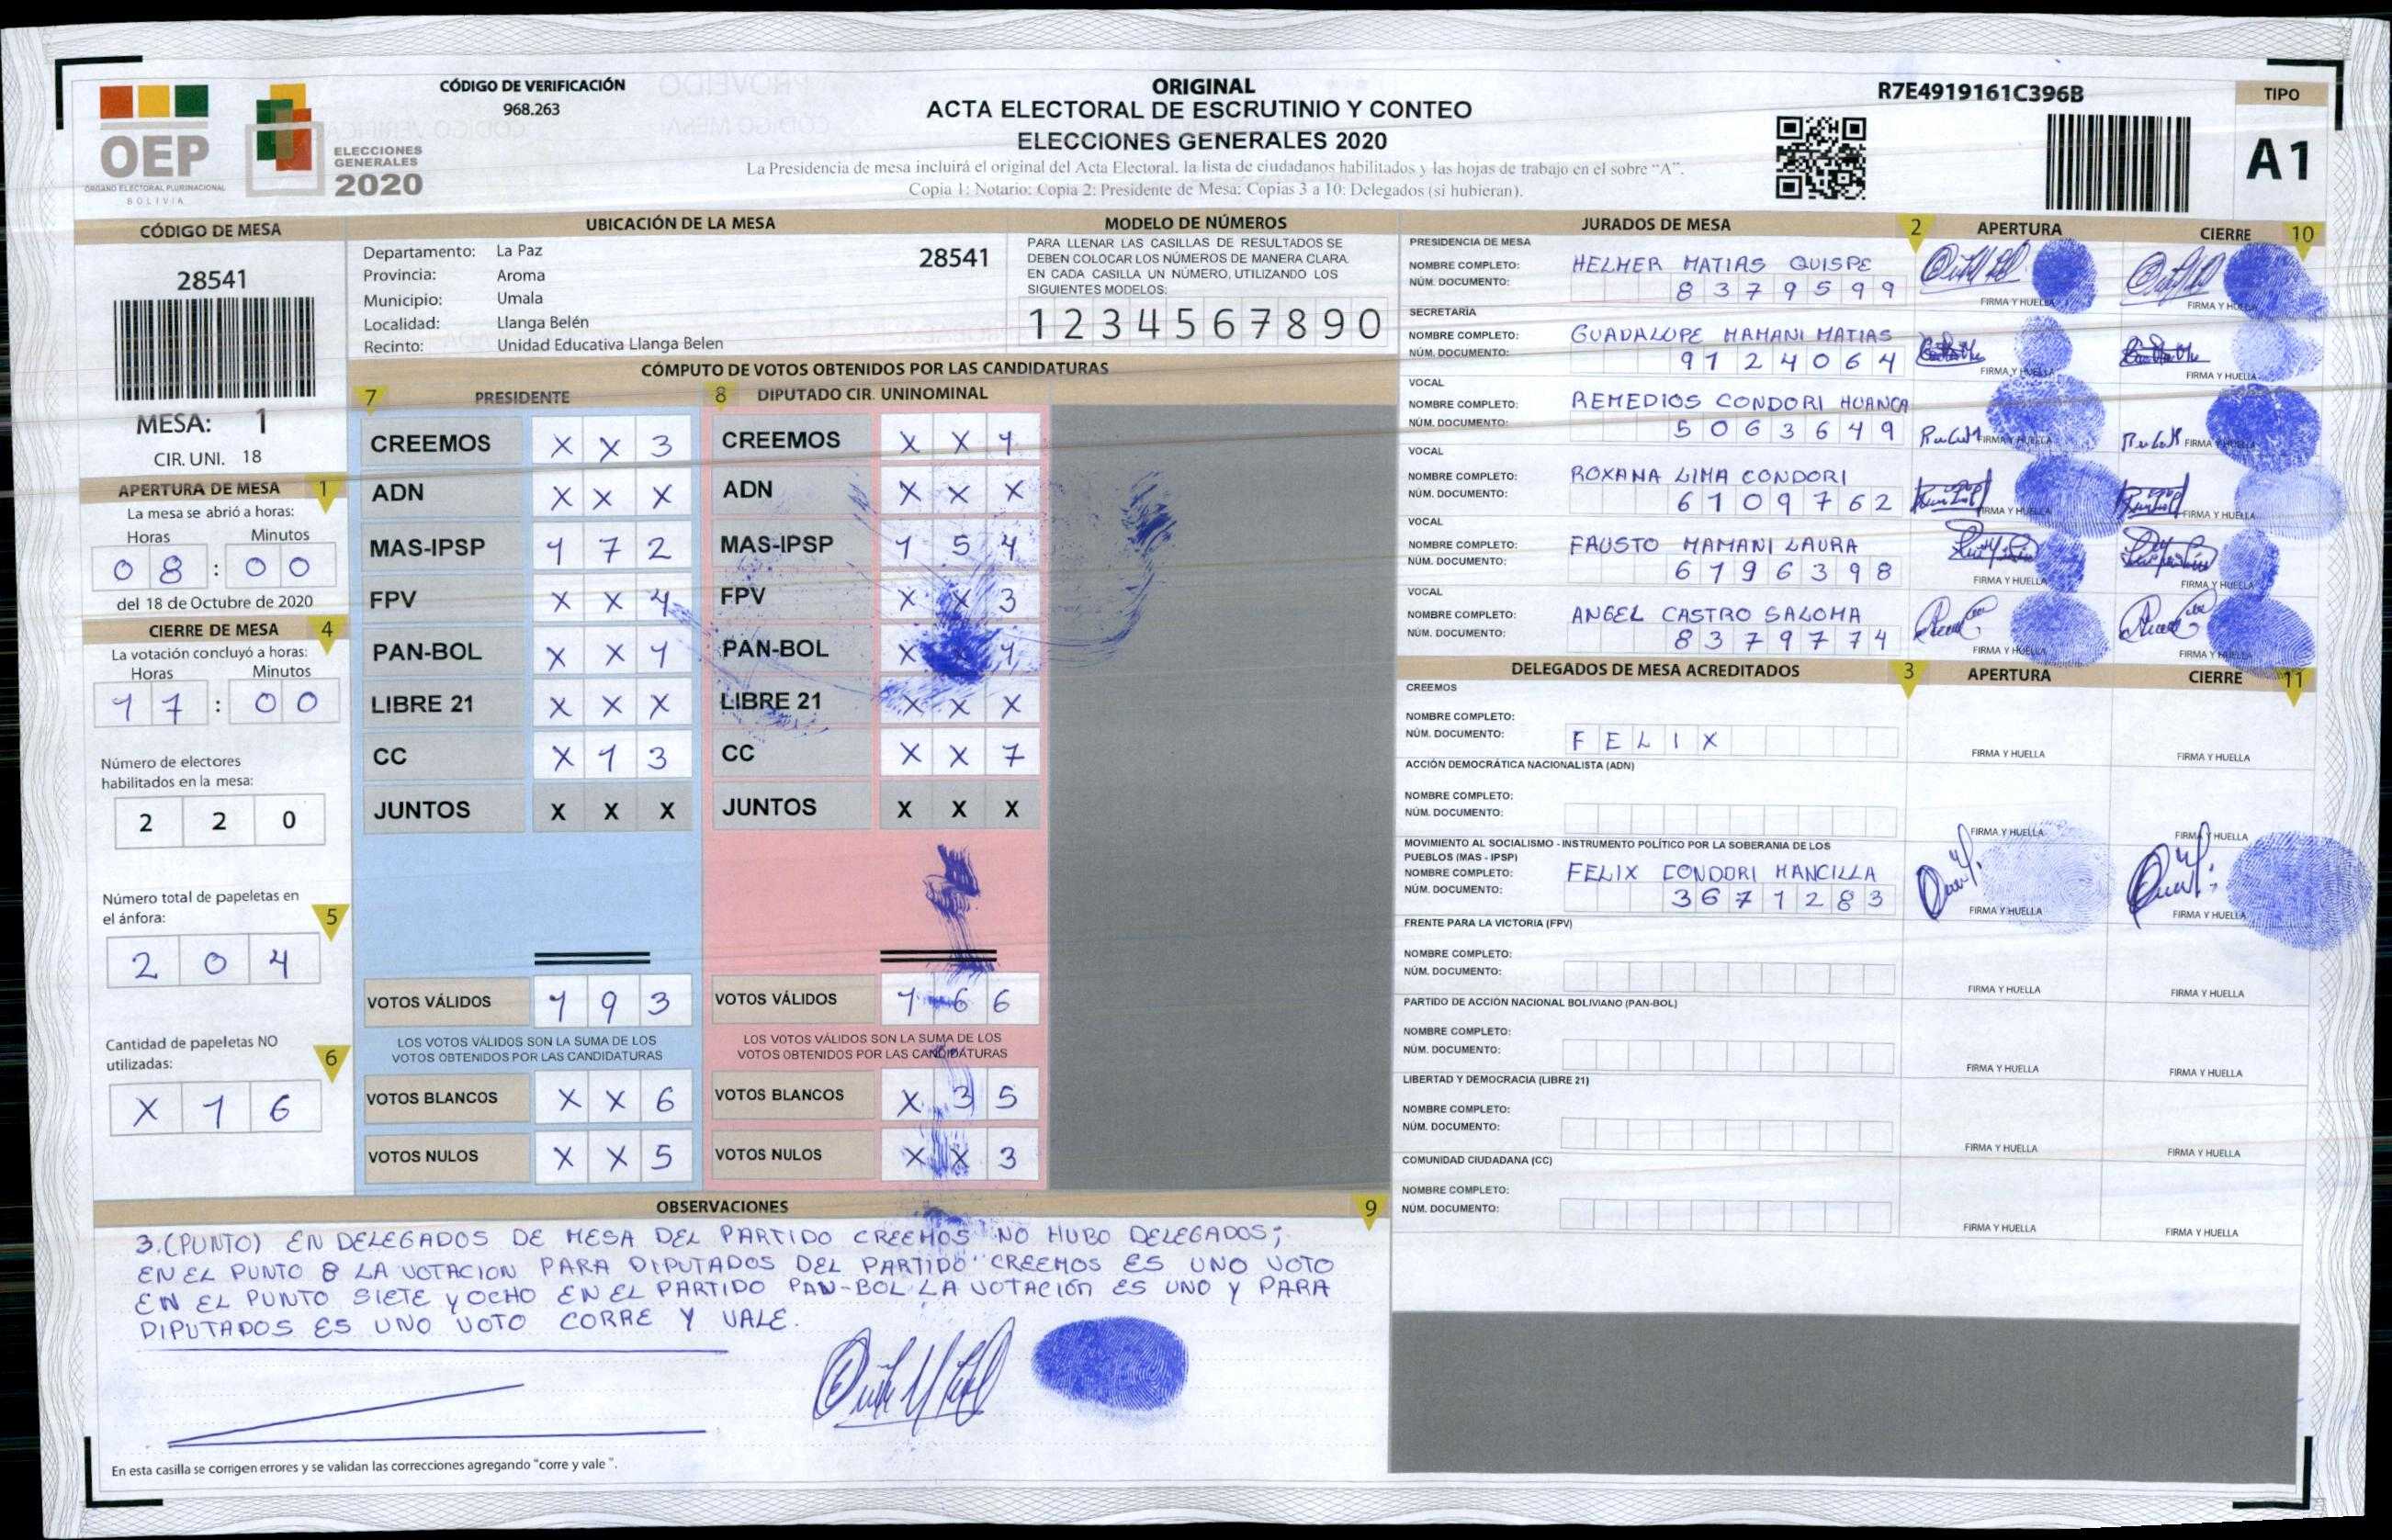 CÓDIGO DE VERIFICACIÓN
968.263
OEP
ÓRGANO ELECTORAL PLURINACIONAL
BOLIVIA
ELECCIONES
GENERALES
2020
ORIGINAL
ACTA ELECTORAL DE ESCRUTINIO Y CONTEO
ELECCIONES GENERALES 2020
La Presidencia de mesa incluirá el original del Acta Electoral, la lista de ciudadanos habilitados y las hojas de trabajo en el sobre "A".
Copia 1: Notario: Copia 2: Presidente de Mesa: Copias 3 a 10: Delegados (si hubieran).
R7E4919161C396B
TIPO
A1
CÓDIGO DE MESA
28541
MESA: 1
CIR. UNI. 18
APERTURA DE MESA 1
La mesa se abrió a horas:
Horas Minutos
0 8 : 0 0
del 18 de Octubre de 2020
CIERRE DE MESA 4
La votación concluyó a horas:
Horas Minutos
1 7 : 0 0
Número de electores
habilitados en la mesa:
2 2 0
Número total de papeletas en
el ánfora:
5
2 0 4
Cantidad de papeletas NO
utilizadas:
6
X 1 6
UBICACIÓN DE LA MESA
Departamento: La Paz
28541
Provincia: Aroma
Municipio: Umala
Localidad: Llanga Belén
Recinto: Unidad Educativa Llanga Belen
MODELO DE NÚMEROS
PARA LLENAR LAS CASILLAS DE RESULTADOS SE
DEBEN COLOCAR LOS NÚMEROS DE MANERA CLARA
EN CADA CASILLA UN NÚMERO, UTILIZANDO LOS
SIGUIENTES MODELOS:
1 2 3 4 5 6 7 8 9 0
CÓMPUTO DE VOTOS OBTENIDOS POR LAS CANDIDATURAS
7 PRESIDENTE
CREEMOS X X 3
ADN X X X
MAS-IPSP 1 7 2
FPV X X 4
PAN-BOL X X 1
LIBRE 21 X X X
CC X 1 3
JUNTOS X X X
VOTOS VÁLIDOS 1 9 3
LOS VOTOS VÁLIDOS SON LA SUMA DE LOS
VOTOS OBTENIDOS POR LAS CANDIDATURAS
VOTOS BLANCOS X X 6
VOTOS NULOS X X 5
8 DIPUTADO CIR. UNINOMINAL
CREEMOS X X 1
ADN X X X
MAS-IPSP 1 5 4
FPV X X 3
PAN-BOL X X 1
LIBRE 21 X X X
CC X X 7
JUNTOS X X X
VOTOS VÁLIDOS 1 6 6
LOS VOTOS VÁLIDOS SON LA SUMA DE LOS
VOTOS OBTENIDOS POR LAS CANDIDATURAS
VOTOS BLANCOS X 3 5
VOTOS NULOS X X 3
OBSERVACIONES 9
3.(PUNTO) EN DELEGADOS DE MESA DEL PARTIDO CREEMOS NO HUBO DELEGADOS;
EN EL PUNTO 8 LA VOTACION PARA DIPUTADOS DEL PARTIDO CREEMOS ES UNO VOTO
EN EL PUNTO SIETE Y OCHO EN EL PARTIDO PAN-BOL LA VOTACIÓN ES UNO Y PARA
DIPUTADOS ES UNO VOTO CORRE Y VALE.
En esta casilla se corrigen errores y se validan las correcciones agregando "corre y vale ".
JURADOS DE MESA 2 APERTURA CIERRE 10
PRESIDENCIA DE MESA
NOMBRE COMPLETO: HELMER MATIAS QUISPE
NÚM. DOCUMENTO: 8 3 7 9 5 9 9
FIRMA Y HUELLA FIRMA Y HUELLA
SECRETARÍA
NOMBRE COMPLETO: GUADALUPE MAMANI MATIAS
NÚM. DOCUMENTO: 9 1 2 4 0 6 4
FIRMA Y HUELLA FIRMA Y HUELLA
VOCAL
NOMBRE COMPLETO: REMEDIOS CONDORI HUANCA
NÚM. DOCUMENTO: 5 0 6 3 6 4 9
FIRMA Y HUELLA FIRMA Y HUELLA
VOCAL
NOMBRE COMPLETO: ROXANA LIMA CONDORI
NÚM. DOCUMENTO: 6 1 0 9 7 6 2
FIRMA Y HUELLA FIRMA Y HUELLA
VOCAL
NOMBRE COMPLETO: FAUSTO MAMANI LAURA
NÚM. DOCUMENTO: 6 1 9 6 3 9 8
FIRMA Y HUELLA FIRMA Y HUELLA
VOCAL
NOMBRE COMPLETO: ANGEL CASTRO SALOMA
NÚM. DOCUMENTO: 8 3 7 9 7 7 4
FIRMA Y HUELLA FIRMA Y HUELLA
DELEGADOS DE MESA ACREDITADOS 3 APERTURA CIERRE 11
CREEMOS
NOMBRE COMPLETO:
NÚM. DOCUMENTO: F E L I X
FIRMA Y HUELLA FIRMA Y HUELLA
ACCIÓN DEMOCRÁTICA NACIONALISTA (ADN)
NOMBRE COMPLETO:
NÚM. DOCUMENTO:
FIRMA Y HUELLA FIRMA Y HUELLA
MOVIMIENTO AL SOCIALISMO - INSTRUMENTO POLÍTICO POR LA SOBERANIA DE LOS
PUEBLOS (MAS - IPSP)
NOMBRE COMPLETO: FELIX CONDORI MANCILLA
NÚM. DOCUMENTO: 3 6 7 1 2 8 3
FIRMA Y HUELLA FIRMA Y HUELLA
FRENTE PARA LA VICTORIA (FPV)
NOMBRE COMPLETO:
NÚM. DOCUMENTO:
FIRMA Y HUELLA FIRMA Y HUELLA
PARTIDO DE ACCIÓN NACIONAL BOLIVIANO (PAN-BOL)
NOMBRE COMPLETO:
NÚM. DOCUMENTO:
FIRMA Y HUELLA FIRMA Y HUELLA
LIBERTAD Y DEMOCRACIA (LIBRE 21)
NOMBRE COMPLETO:
NÚM. DOCUMENTO:
FIRMA Y HUELLA FIRMA Y HUELLA
COMUNIDAD CIUDADANA (CC)
NOMBRE COMPLETO:
NÚM. DOCUMENTO:
FIRMA Y HUELLA FIRMA Y HUELLA